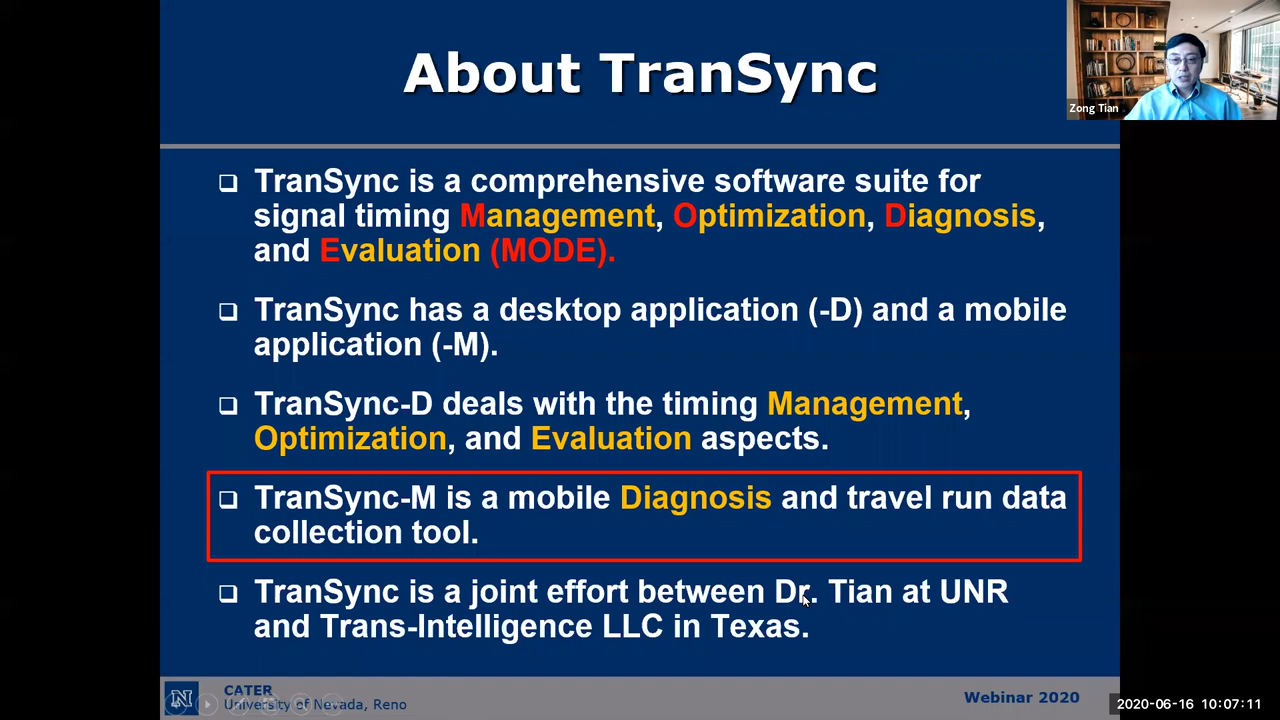 About TranSync
Zong Tian
❑ TranSync is a comprehensive software suite for
signal timing Management, Optimization, Diagnosis,
and Evaluation (MODE).
❑ TranSync has a desktop application (-D) and a mobile
application (-M).
❑ TranSync-D deals with the timing Management,
Optimization, and Evaluation aspects.
❑ TranSync-M is a mobile Diagnosis and travel run data
collection tool.
❑ TranSync is a joint effort between Dr. Tian at UNR
and Trans-Intelligence LLC in Texas.
N
CATER
University of Nevada, Reno
Webinar 2020
2020-06-16 10:07:11